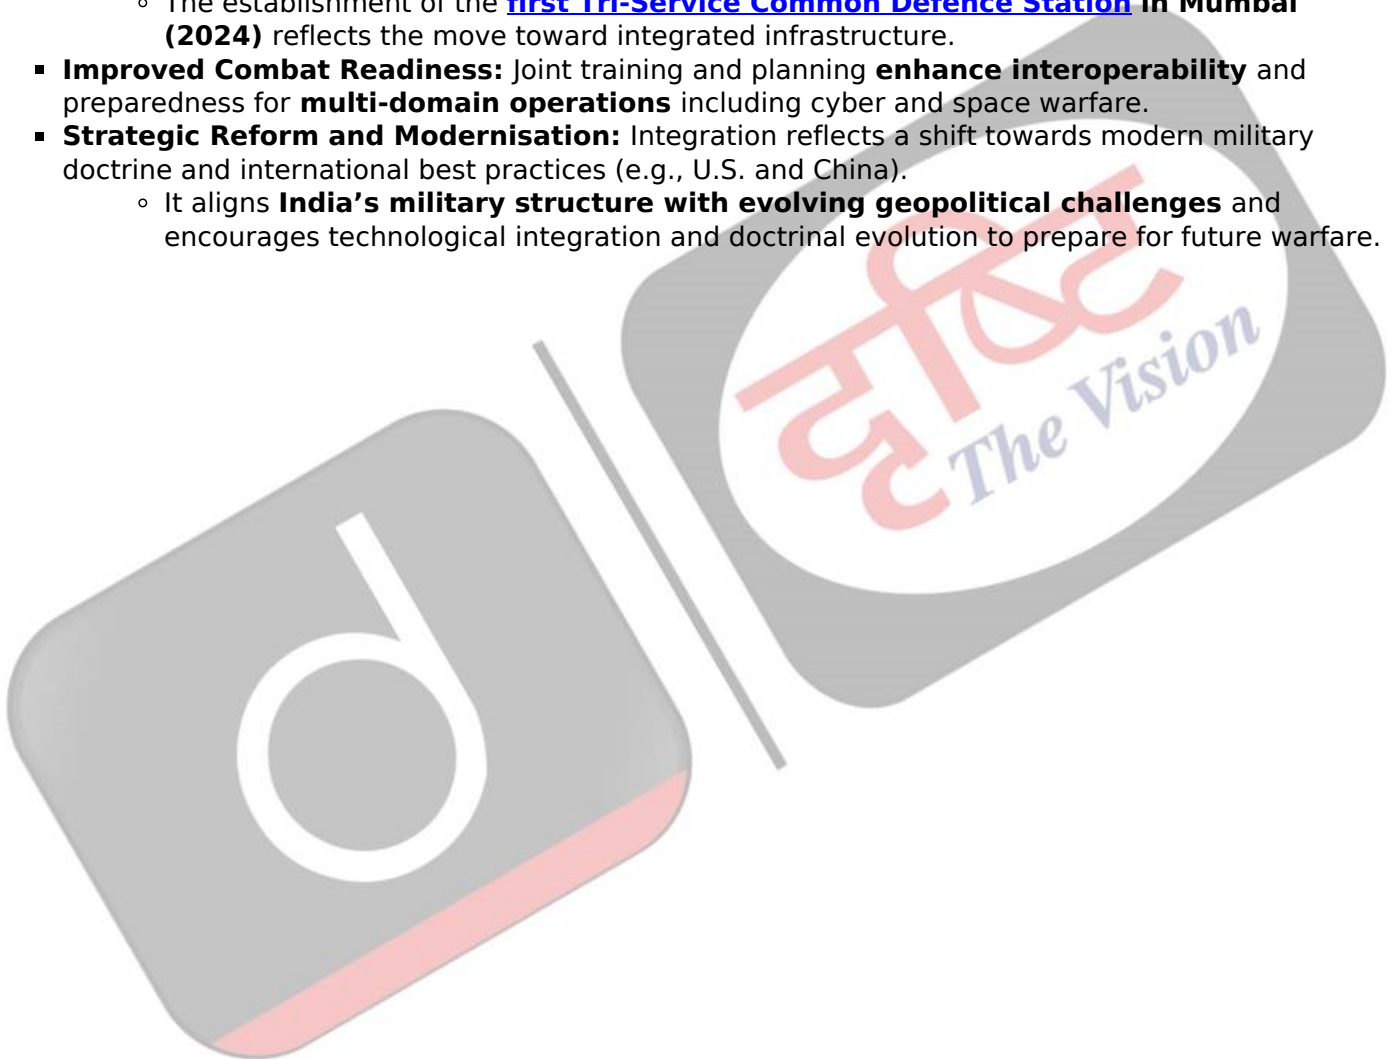 ◦ The establishment of the first Tri-Service Common Defence Station in Mumbai
(2024) reflects the move toward integrated infrastructure.
▪ Improved Combat Readiness: Joint training and planning enhance interoperability and
preparedness for multi-domain operations including cyber and space warfare.
▪ Strategic Reform and Modernisation: Integration reflects a shift towards modern military
doctrine and international best practices (e.g., U.S. and China).
◦ It aligns India’s military structure with evolving geopolitical challenges and
encourages technological integration and doctrinal evolution to prepare for future warfare.
दृष्टि
The Vision
d